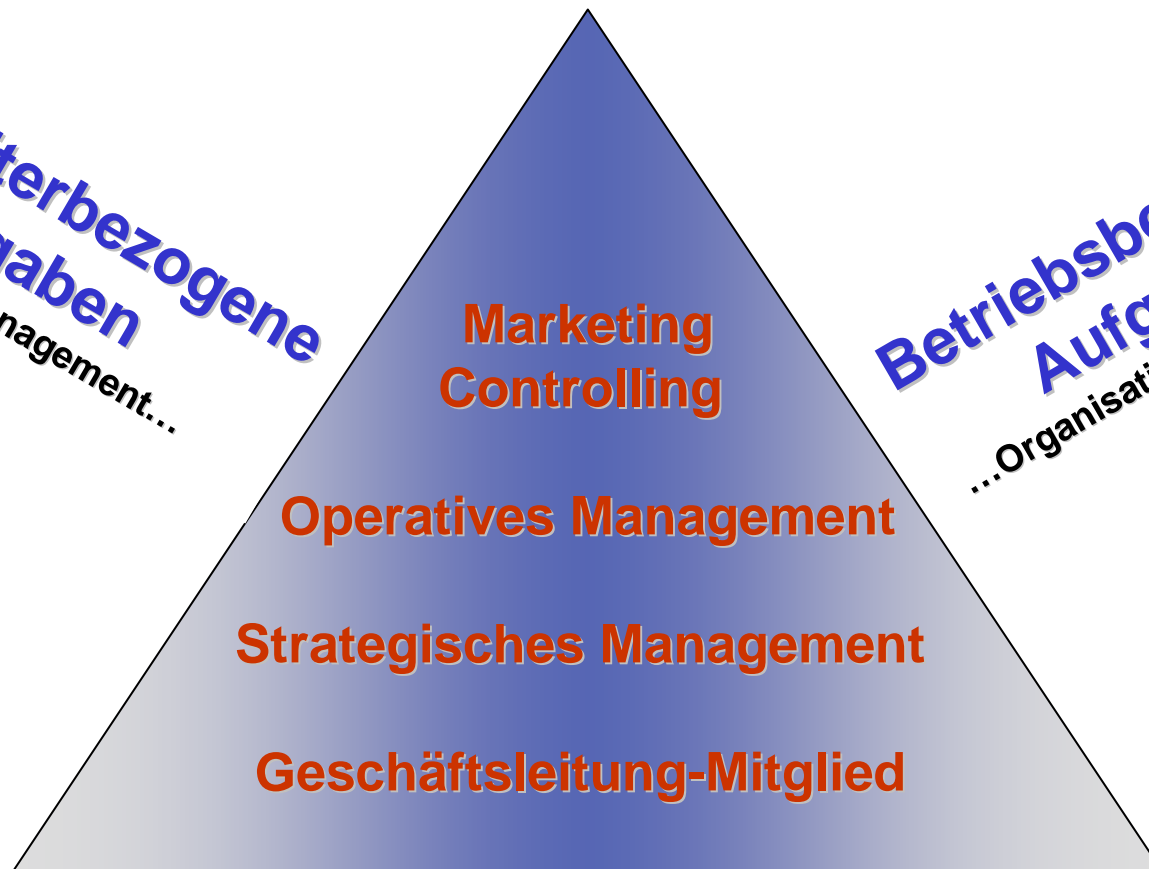 terbezogene
gaben
nagement…
Betriebsbe
Aufg
…Organisati
Marketing
Controlling
Operatives Management
Strategisches Management
Geschäftsleitung-Mitglied